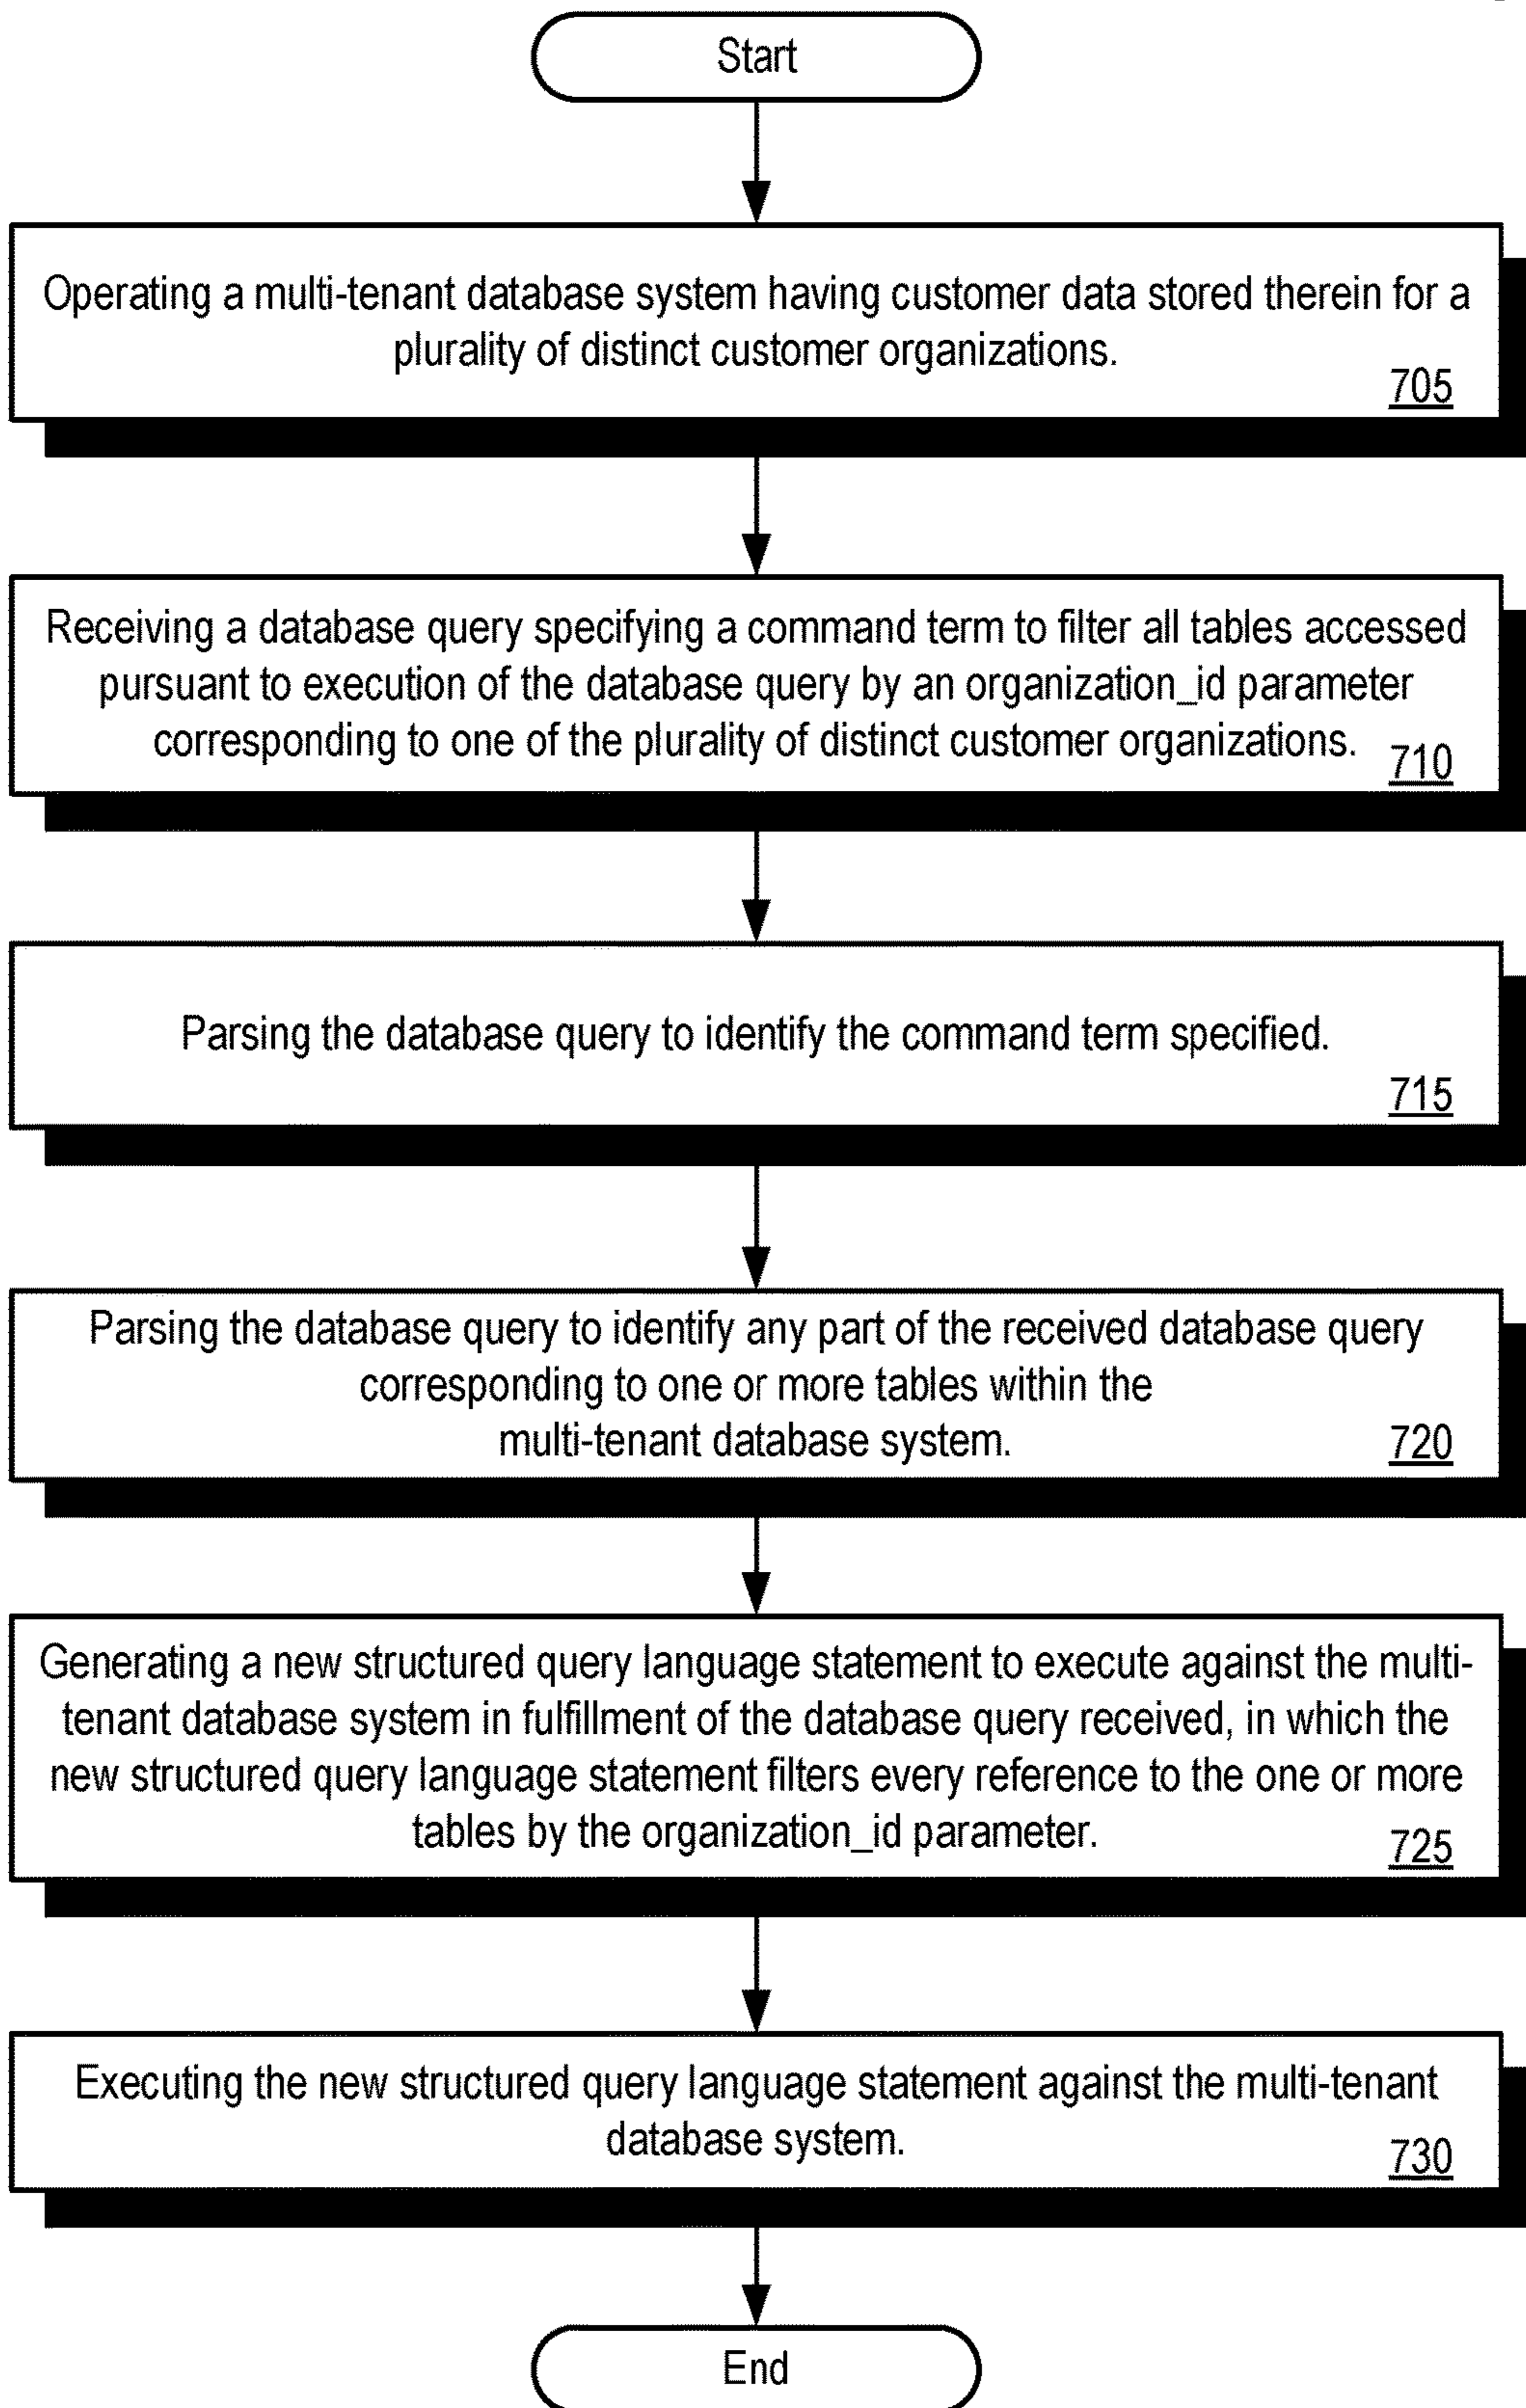 Start
Operating a multi-tenant database system having customer data stored therein for a
plurality of distinct customer organizations.
705
Receiving a database query specifying a command term to filter all tables accessed
pursuant to execution of the database query by an organization_id parameter
corresponding to one of the plurality of distinct customer organizations.
710
Parsing the database query to identify the command term specified.
715
Parsing the database query to identify any part of the received database query
corresponding to one or more tables within the
multi-tenant database system.
720
Generating a new structured query language statement to execute against the multi-
tenant database system in fulfillment of the database query received, in which the
new structured query language statement filters every reference to the one or more
tables by the organization_id parameter.
725
Executing the new structured query language statement against the multi-tenant
database system.
730
End